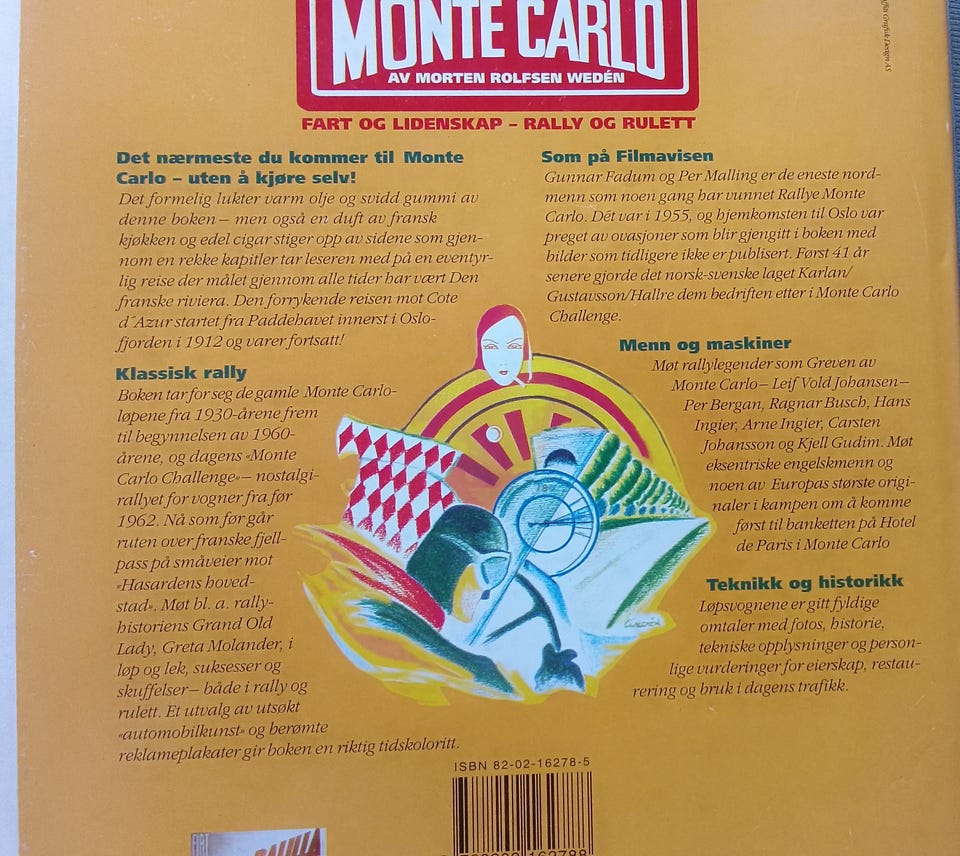 MONTE CARLO
AV MORTEN ROLFSEN WEDÉN
FART OG LIDENSKAP – RALLY OG RULETT
Det nærmeste du kommer til Monte
Carlo – uten å kjøre selv!
Det formelig lukter varm olje og svidd gummi av
denne boken – men også en duft av fransk
kjøkken og edel cigar stiger opp av sidene som gjen-
nom en rekke kapitler tar leseren med på en eventyr-
lig reise der målet gjennom alle tider har vært Den
franske riviera. Den forrykende reisen mot Cote
d´Azur startet fra Paddehavet innerst i Oslo-
fjorden i 1912 og varer fortsatt!
Klassisk rally
Boken tar for seg de gamle Monte Carlo-
løpene fra 1930-årene frem
til begynnelsen av 1960-
årene, og dagens «Monte
Carlo Challenge» – nostalgi-
rallyet for vogner fra før
1962. Nå som før går
ruten over franske fjell-
pass på småveier mot
«Hasardens hoved-
stad». Møt bl. a. rally-
historiens Grand Old
Lady, Greta Molander, i
løp og lek, suksesser og
skuffelser – både i rally og
rulett. Et utvalg av utsøkt
«automobilkunst» og berømte
reklameplakater gir boken en riktig tidskoloritt.
Som på Filmavisen
Gunnar Fadum og Per Malling er de eneste nord-
menn som noen gang har vunnet Rallye Monte
Carlo. Dét var i 1955, og hjemkomsten til Oslo var
preget av ovasjoner som blir gjengitt i boken med
bilder som tidligere ikke er publisert. Først 41 år
senere gjorde det norsk-svenske laget Karlan/
Gustavsson/Hallre dem bedriften etter i Monte Carlo
Challenge.
Menn og maskiner
Møt rallylegender som Greven av
Monte Carlo – Leif Vold Johansen –
Per Bergan, Ragnar Busch, Hans
Ingier, Arne Ingier, Carsten
Johansson og Kjell Gudim. Møt
eksentriske engelskmenn og
noen av Europas største origi-
naler i kampen om å komme
først til banketten på Hotel
de Paris i Monte Carlo
Teknikk og historikk
Løpsvognene er gitt fyldige
omtaler med fotos, historie,
tekniske opplysninger og person-
lige vurderinger for eierskap, restau-
rering og bruk i dagens trafikk.
WEDÉN
ISBN 82-02-16278-5
162788
FIAT
BALILLA
Grafisk Design AS